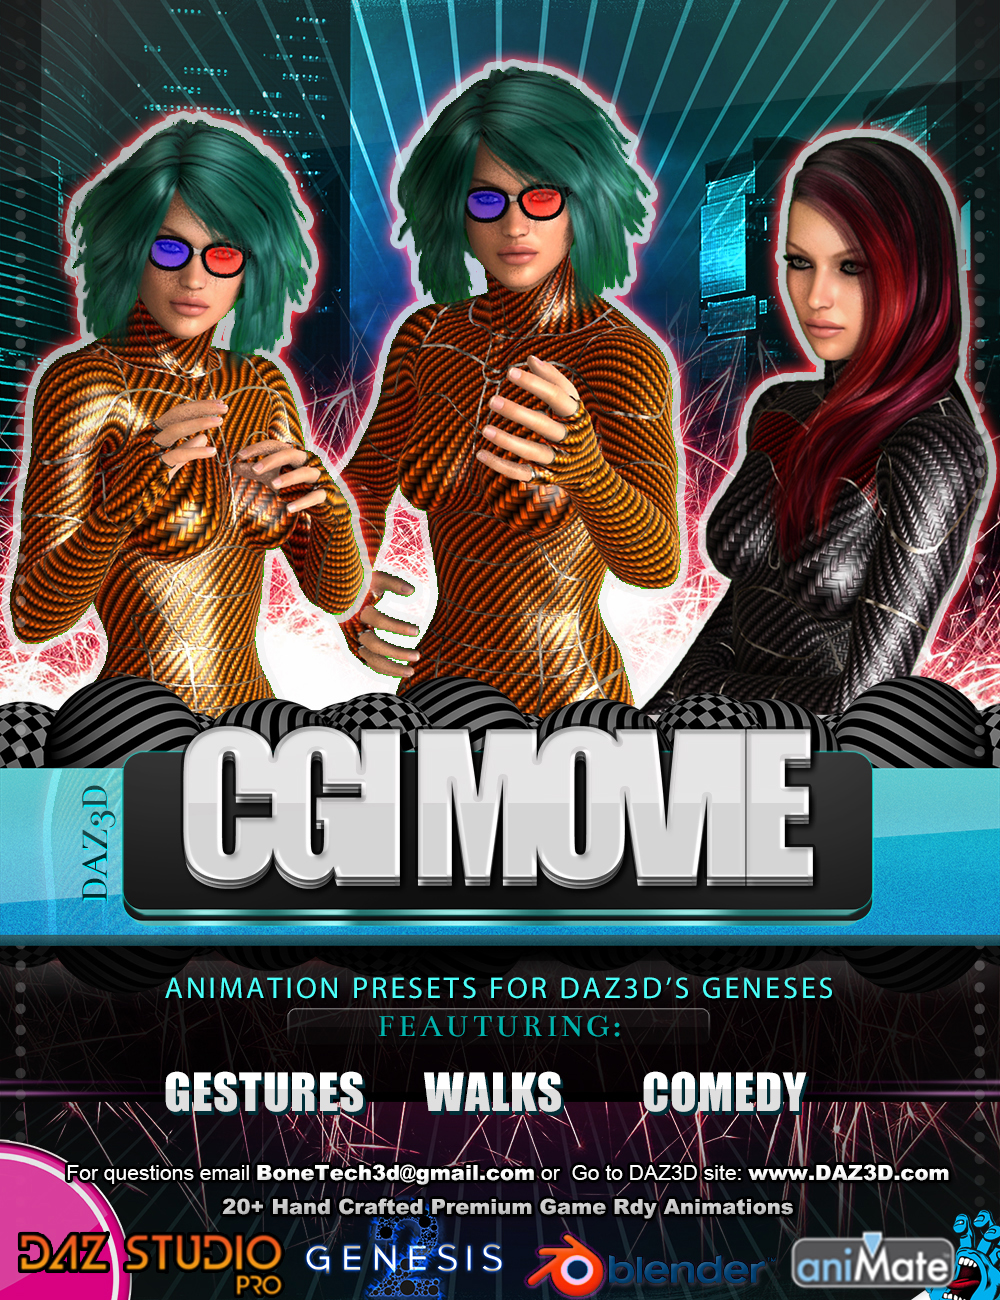 DAZ3D
CGI MOVIE
ANIMATION PRESETS FOR DAZ3D'S GENESES
FEAUTURING:
GESTURES WALKS COMEDY
For questions email BoneTech3d@gmail.com or Go to DAZ3D site: www.DAZ3D.com
20+ Hand Crafted Premium Game Rdy Animations
DAZ STUDIO PRO
GENESIS 2
blender
aniMate